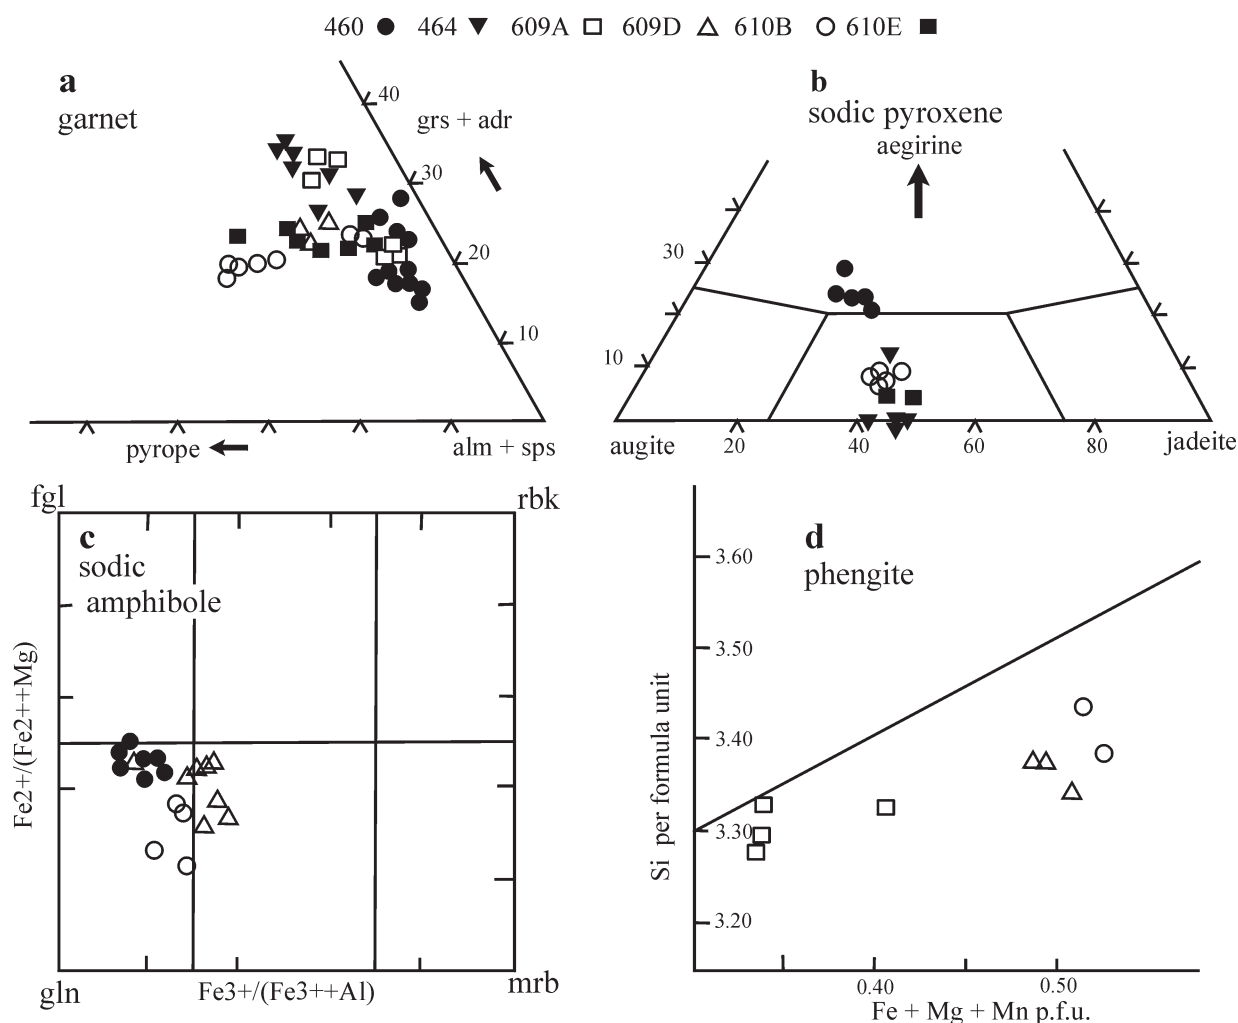 460 464 609A 609D 610B 610E
a
garnet
40
grs + adr
30
20
10
pyrope
alm + sps
b
sodic pyroxene
aegirine
30
10
augite
20
40
60
80
jadeite
fgl
rbk
c
sodic
amphibole
Fe2+/(Fe2++Mg)
gln
Fe3+/(Fe3++Al)
mrb
d
phengite
3.60
3.50
3.40
3.30
3.20
Si per formula unit
0.40
0.50
Fe + Mg + Mn p.f.u.